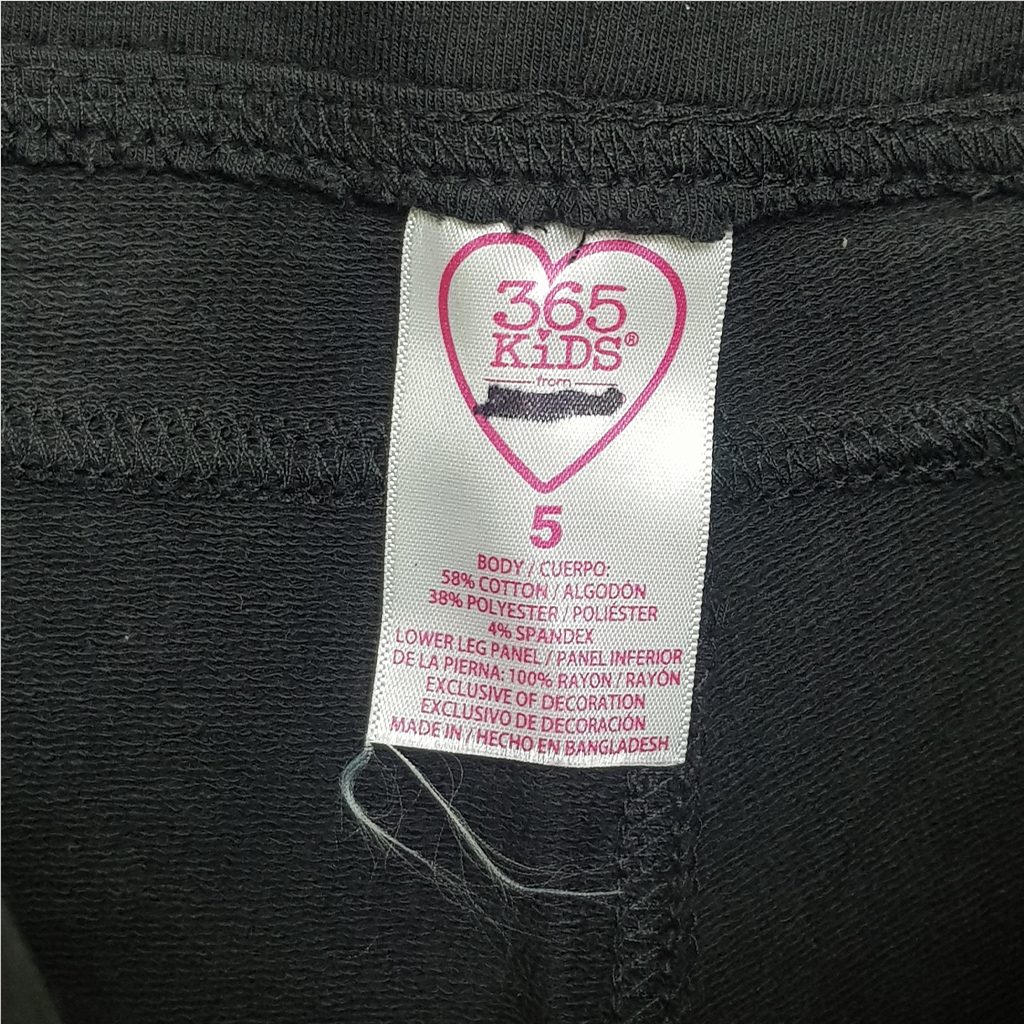 365
KiDS®
from
5
BODY / CUERPO:
58% COTTON / ALGODÓN
38% POLYESTER / POLIÉSTER
4% SPANDEX
LOWER LEG PANEL / PANEL INFERIOR
DE LA PIERNA: 100% RAYON / RAYÓN
EXCLUSIVE OF DECORATION
EXCLUSIVO DE DECORACIÓN
MADE IN / HECHO EN BANGLADESH